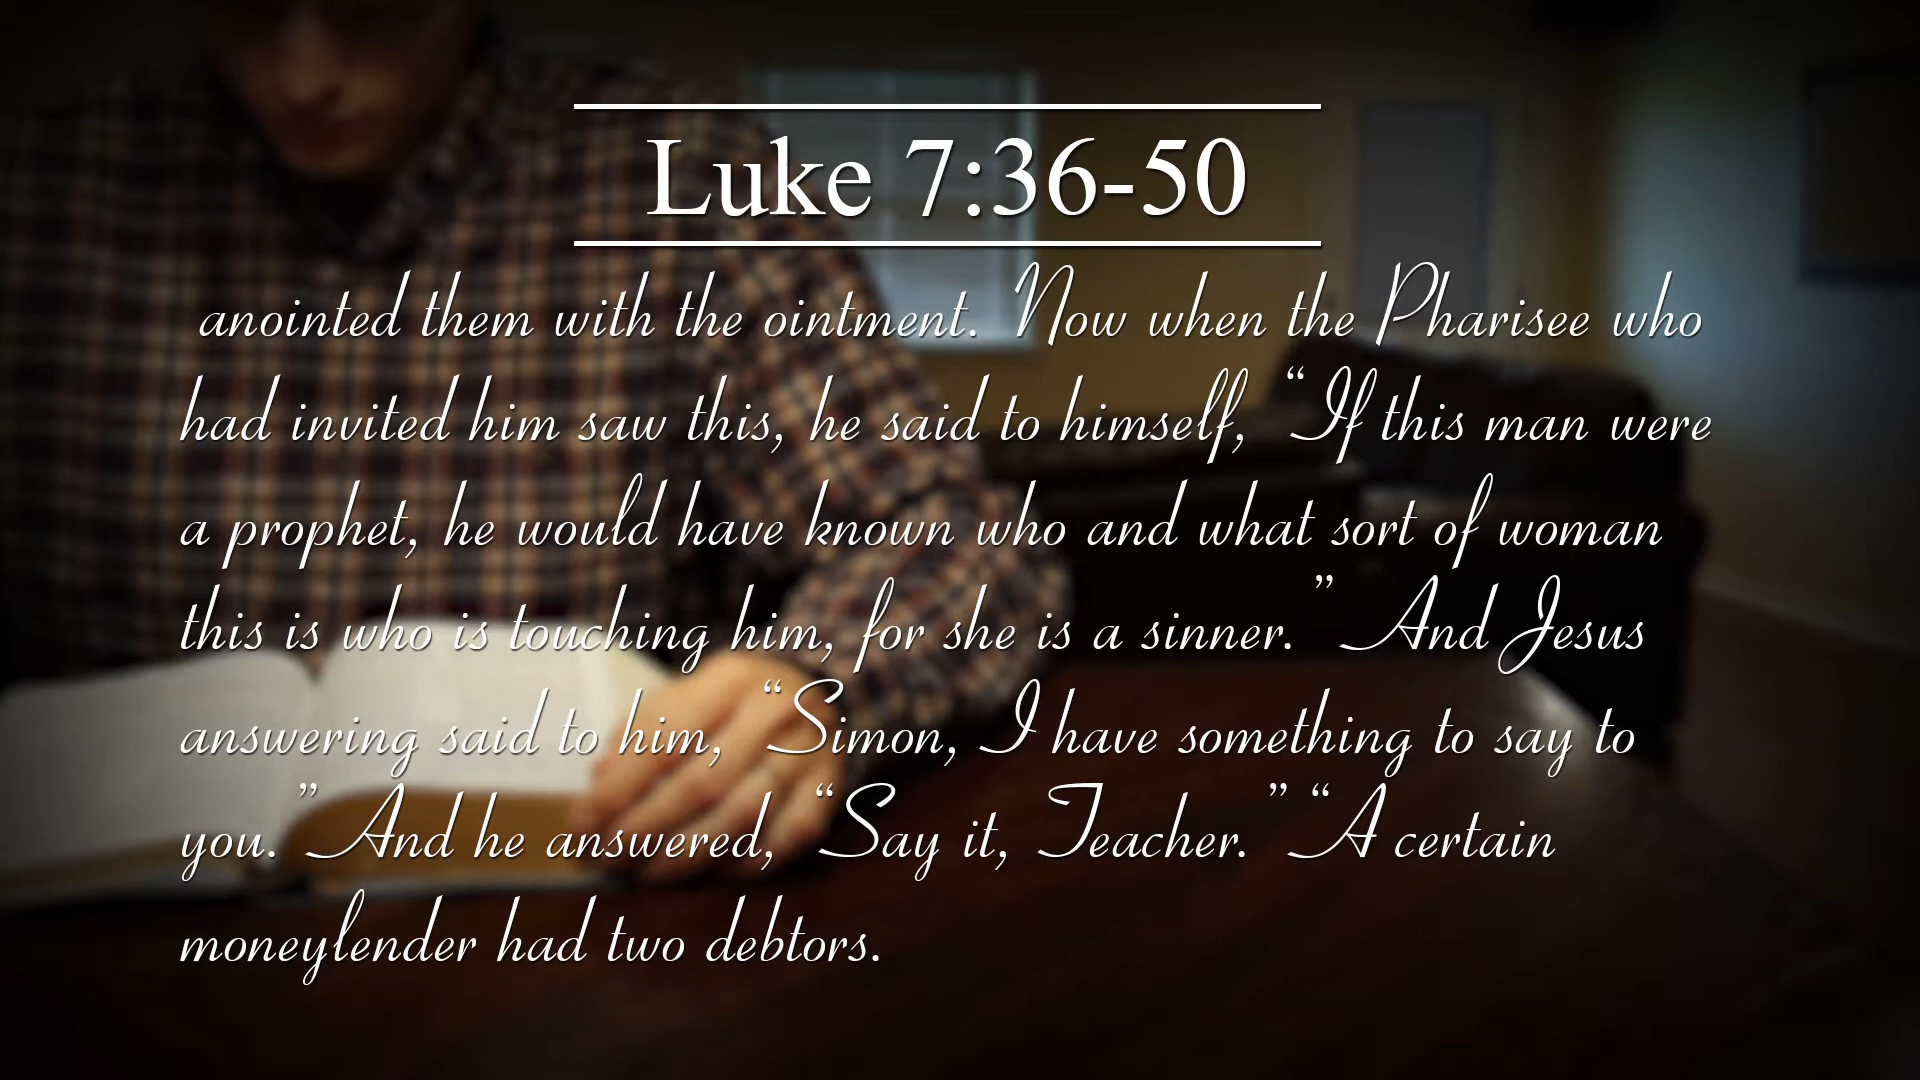 Luke 7:36-50
anointed them with the ointment. Now when the Pharisee who
had invited him saw this, he said to himself, “If this man were
a prophet, he would have known who and what sort of woman
this is who is touching him, for she is a sinner.” And Jesus
answering said to him, “Simon, I have something to say to
you.” And he answered, “Say it, Teacher.” “A certain
moneylender had two debtors.